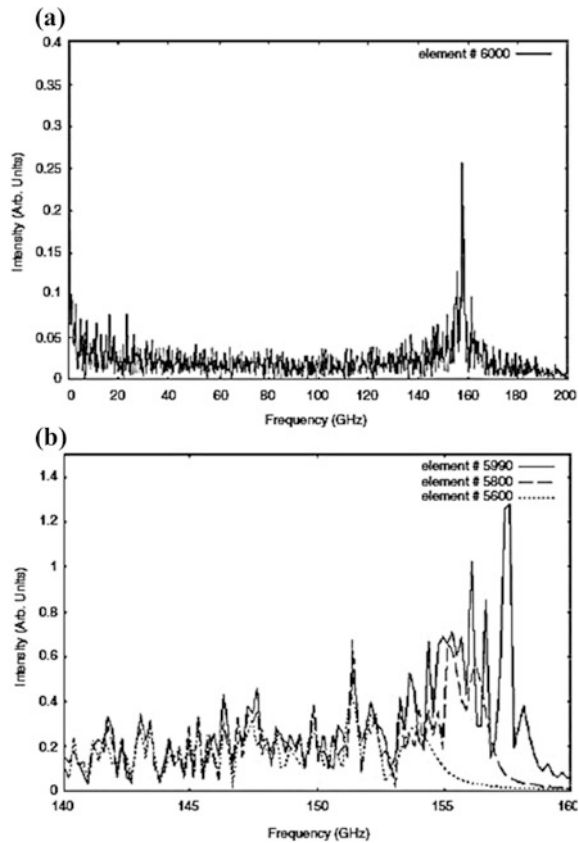 (a)
0.4
0.35
0.3
0.25
0.2
0.15
0.1
0.05
0
Intensity (Arb. Units)
element # 6000
0 20 40 60 80 100 120 140 160 180 200
Frequency (GHz)
(b)
1.4
1.2
1
0.8
0.6
0.4
0.2
0
Intensity (Arb. Units)
element # 5990
element # 5800
element # 5600
140 145 150 155 160
Frequency (GHz)